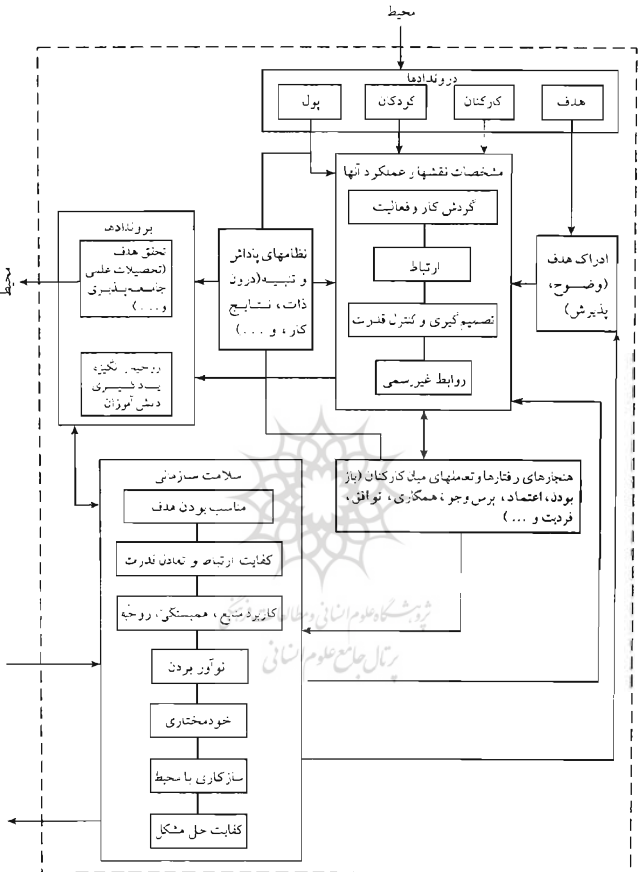 محیط
دروندادها
هدف
کارکنان
کودکان
پول
مشخصات نقشها و عملکرد آنها
گردش کار و فعالیت
ارتباط
تصمیم‌گیری و کنترل قدرت
روابط غیررسمی
ادراک هدف
(وضوح،
پذیرش)
نظامهای پاداش
و تنبیه (درون
ذات، نتایج
کار، و ...)
بروندادها
تحقق هدف
(تحصیلات علمی
جامعه‌پذیری
و ...)
روحیه، انگیزه
یادگیری
دانش آموزان
محیط
هنجارهای رفتارها و تعاملهای میان کارکنان (باز
بودن، اعتماد، پرس وجو، همکاری، توافق،
فردیت و ...)
سلامت سازمانی
مناسب بودن هدف
کفایت ارتباط و تعادل قدرت
کاربرد منابع، همبستگی، روحیه
نوآور بودن
خودمختاری
سازگاری با محیط
کفایت حل مشکل
پژوهشگاه علوم انسانی و مطالعات فرهنگی
پرتال جامع علوم انسانی